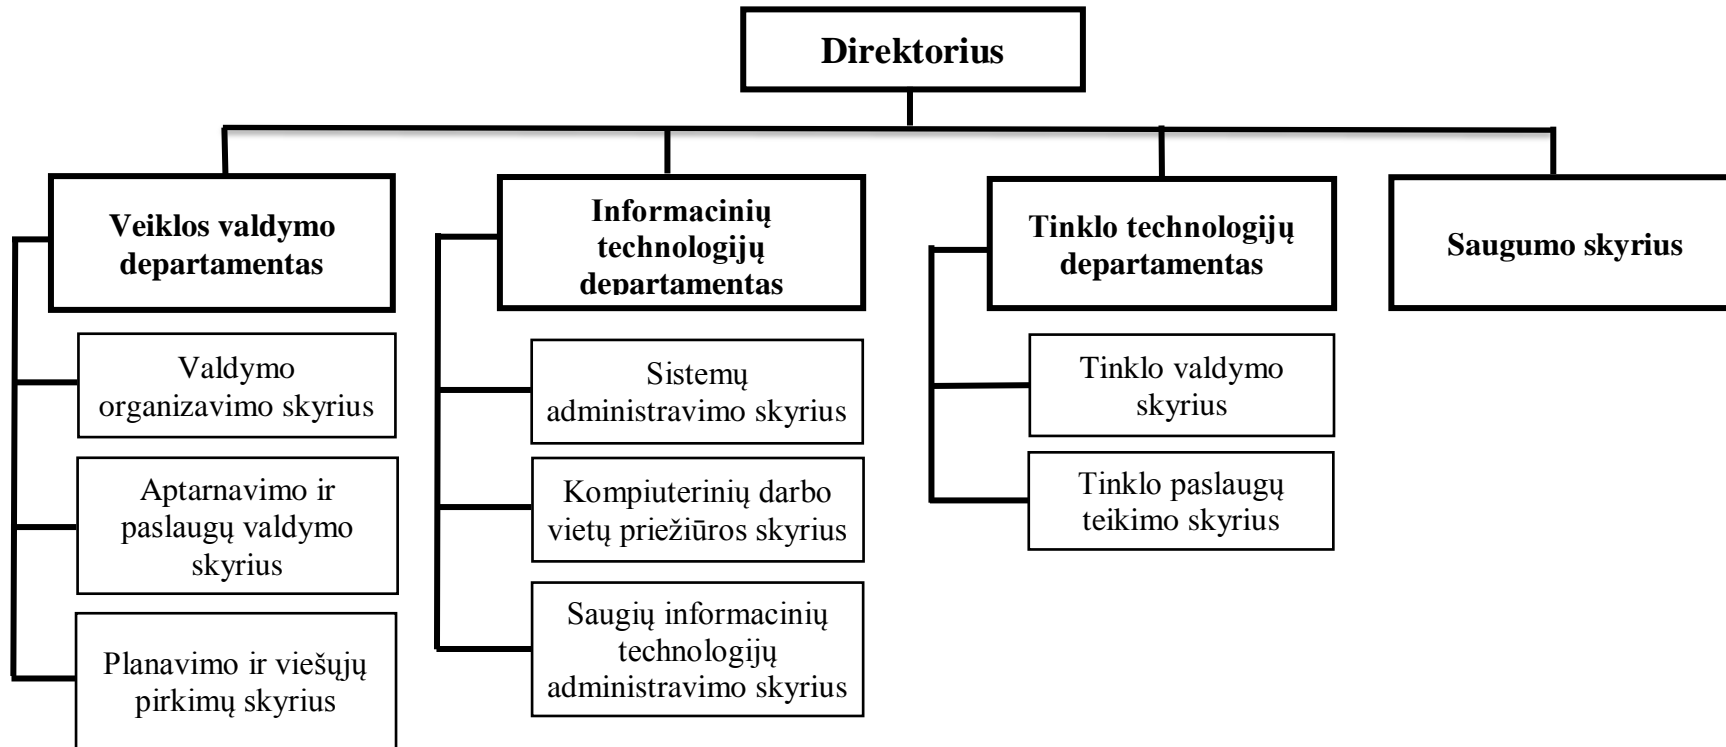 Direktorius
Veiklos valdymo
departamentas
Informacinių
technologijų
departamentas
Tinklo technologijų
departamentas
Saugumo skyrius
Valdymo
organizavimo skyrius
Aptarnavimo ir
paslaugų valdymo
skyrius
Planavimo ir viešųjų
pirkimų skyrius
Sistemų
administravimo skyrius
Kompiuterinių darbo
vietų priežiūros skyrius
Saugių informacinių
technologijų
administravimo skyrius
Tinklo valdymo
skyrius
Tinklo paslaugų
teikimo skyrius